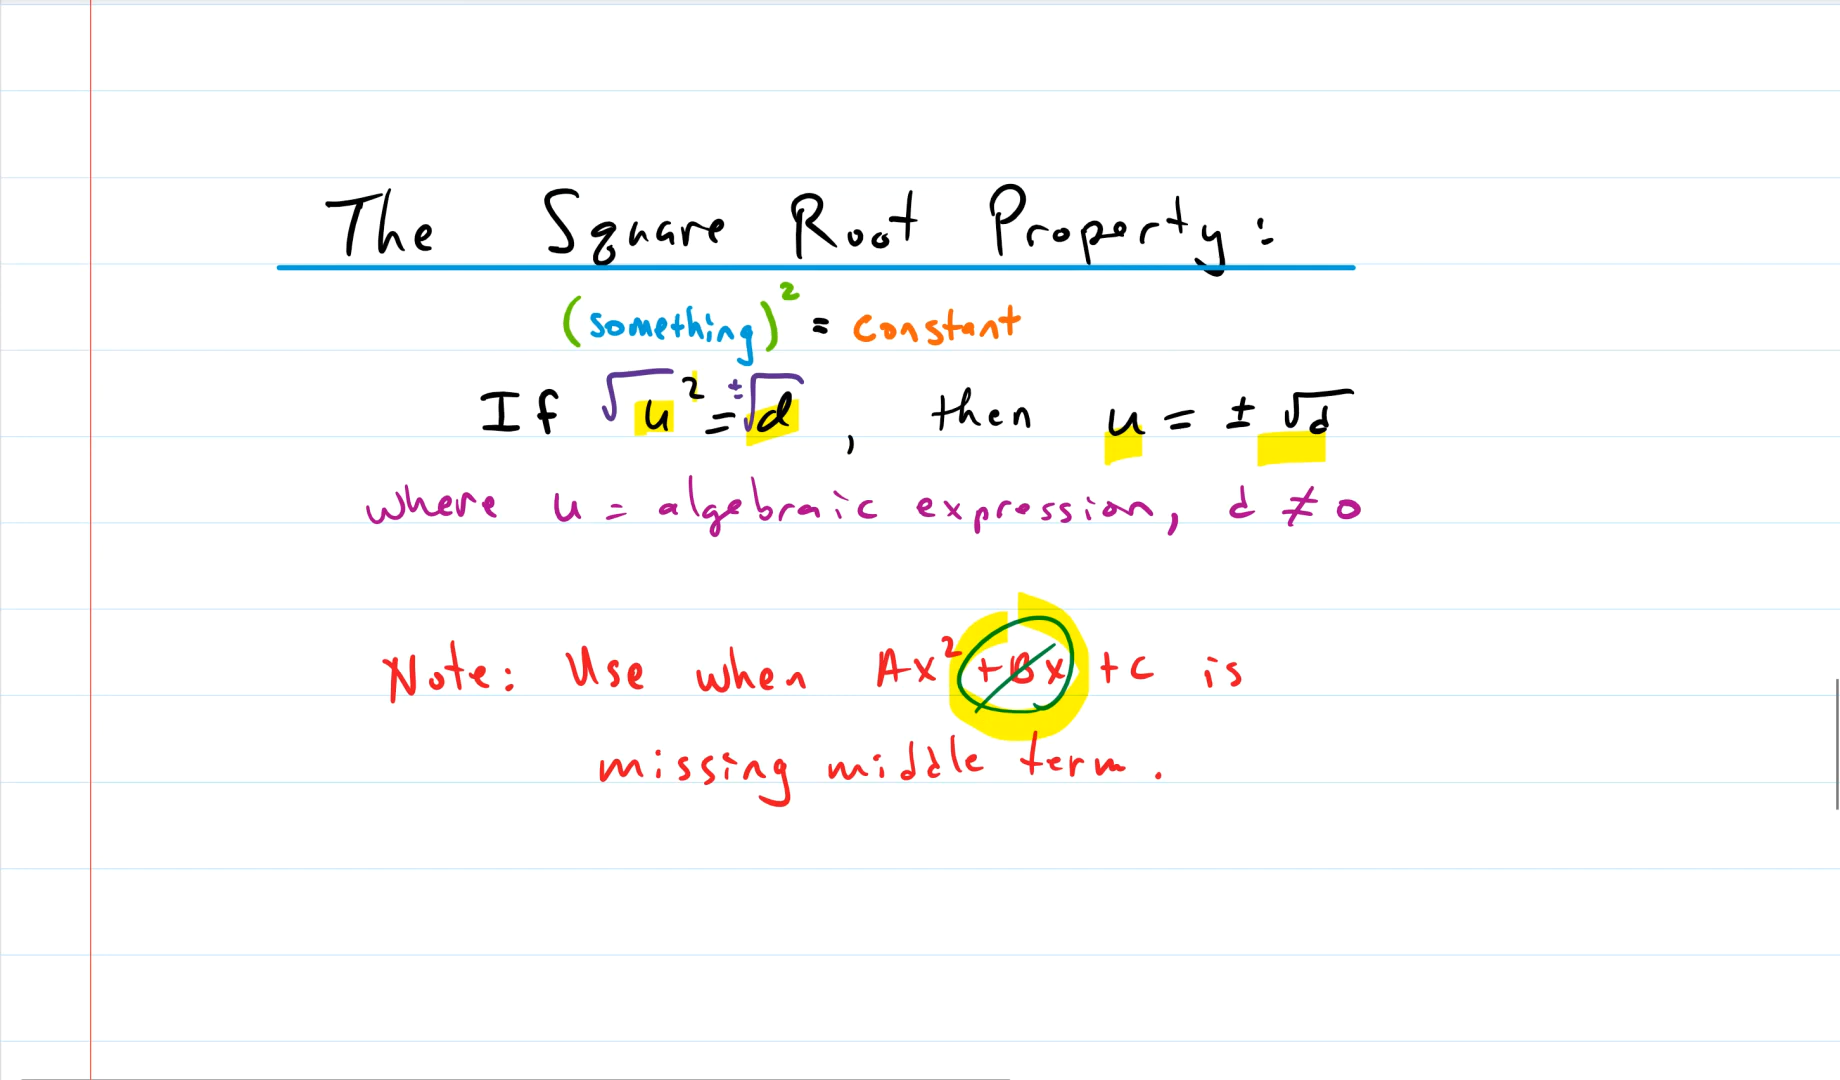 The Square Root Property:
(something)² = constant
If √u² = ±√d, then u = ± √d
where u = algebraic expression, d ≠ 0
Note: Use when Ax² +Bx +C is
missing middle term.